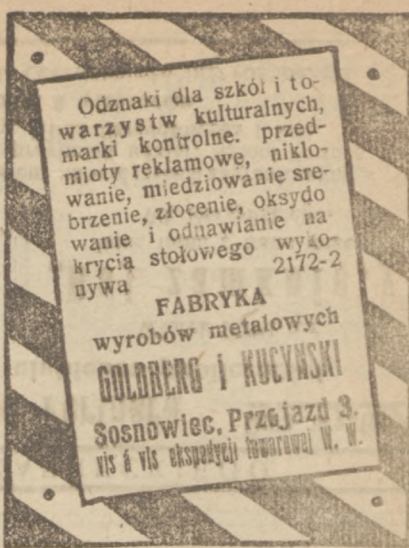 Odznaki dla szkół i to-
warzystw kulturalnych,
marki kontrolne. przed-
mioty reklamowe, niklo-
wanie, miedziowanie sre-
brzenie, złocenie, oksydo
wanie i odnawianie na
krycia stołowego wyko-
nywa 2172-2
FABRYKA
wyrobów metalowych
GOLDBERG i KUCYNSKI
Sosnowiec, Przejazd 3.
vis á vis ekspedycji towarowej W. W.